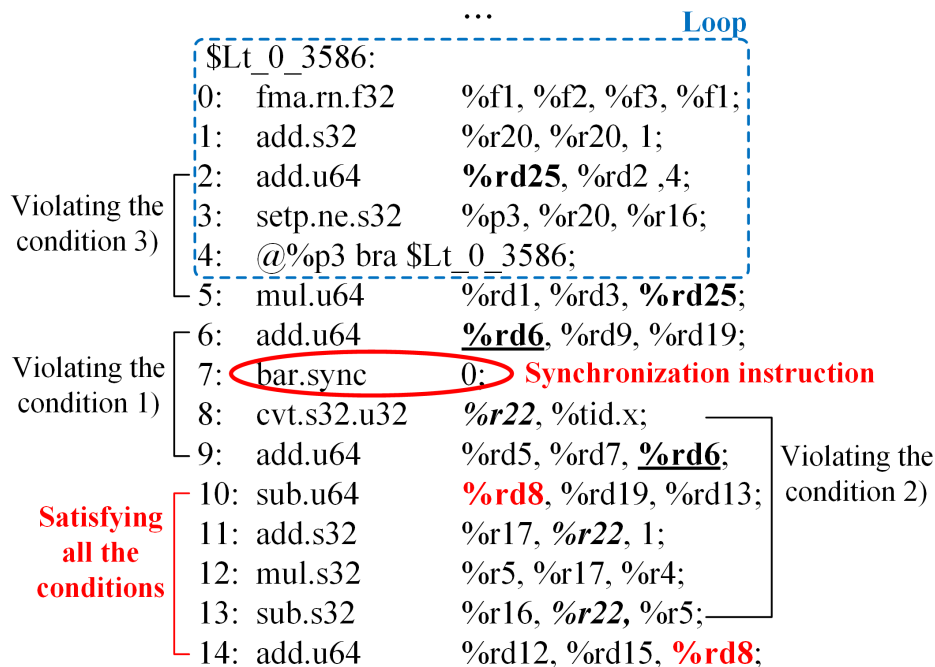 ...
Loop
$Lt_0_3586:
0: fma.rn.f32 %f1, %f2, %f3, %f1;
1: add.s32 %r20, %r20, 1;
2: add.u64 %rd25, %rd2 ,4;
3: setp.ne.s32 %p3, %r20, %r16;
4: @%p3 bra $Lt_0_3586;
Violating the
condition 3)
5: mul.u64 %rd1, %rd3, %rd25;
6: add.u64 %rd6, %rd9, %rd19;
7: bar.sync 0; Synchronization instruction
Violating the
condition 1)
8: cvt.s32.u32 %r22, %tid.x;
9: add.u64 %rd5, %rd7, %rd6;
Violating the
condition 2)
10: sub.u64 %rd8, %rd19, %rd13;
11: add.s32 %r17, %r22, 1;
12: mul.s32 %r5, %r17, %r4;
13: sub.s32 %r16, %r22, %r5;
14: add.u64 %rd12, %rd15, %rd8;
Satisfying
all the
conditions